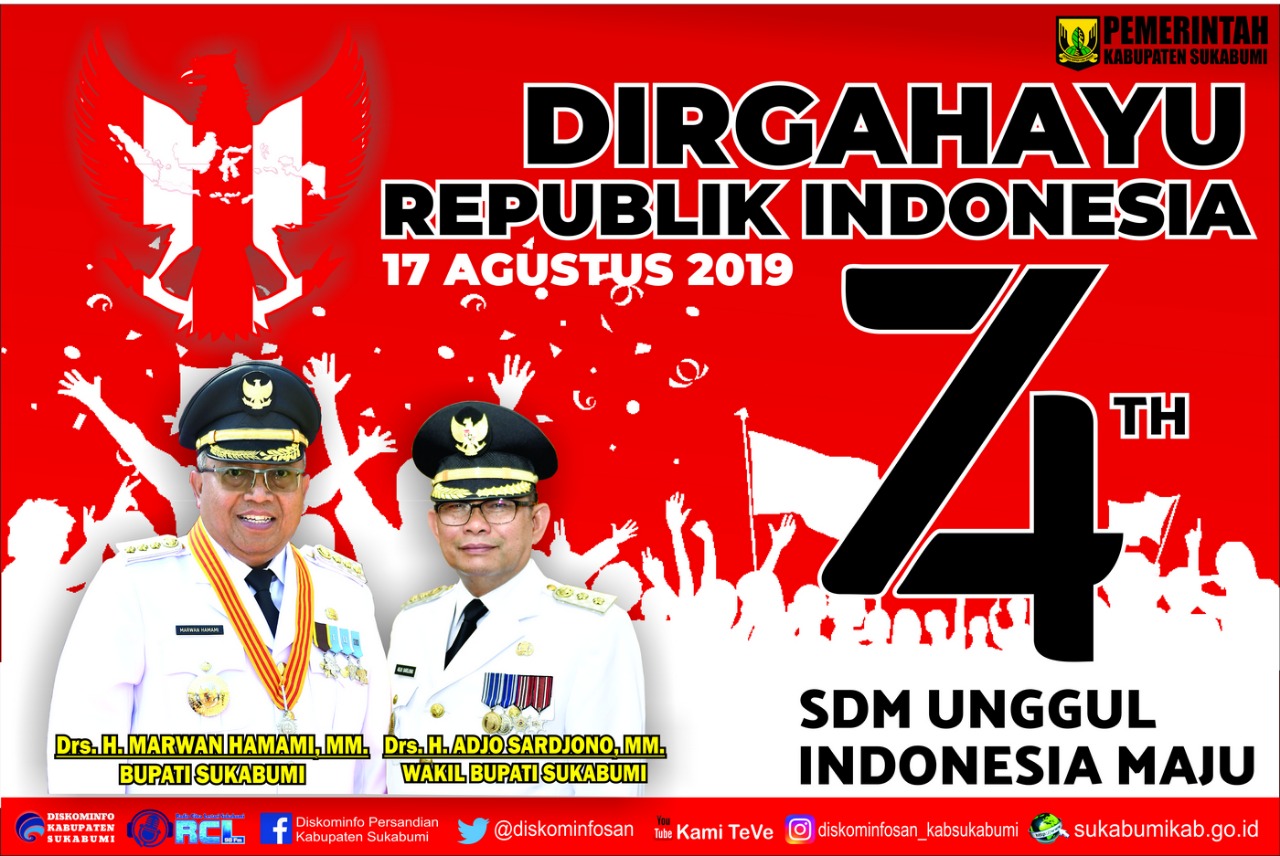 PEMERINTAH
KABUPATEN SUKABUMI
DIRGAHAYU
REPUBLIK INDONESIA
17 AGUSTUS 2019
74TH
SDM UNGGUL
INDONESIA MAJU
MARWAN HAMAMI
Drs. H. MARWAN HAMAMI, MM.
BUPATI SUKABUMI
Drs. H. ADJO SARDJONO, MM.
WAKIL BUPATI SUKABUMI
DISKOMINFO
KABUPATEN
SUKABUMI
RCL
Diskominfo Persandian
Kabupaten Sukabumi
@diskominfosan
You
Tube
Kami TeVe
diskominfosan_kabsukabumi
sukabumikab.go.id